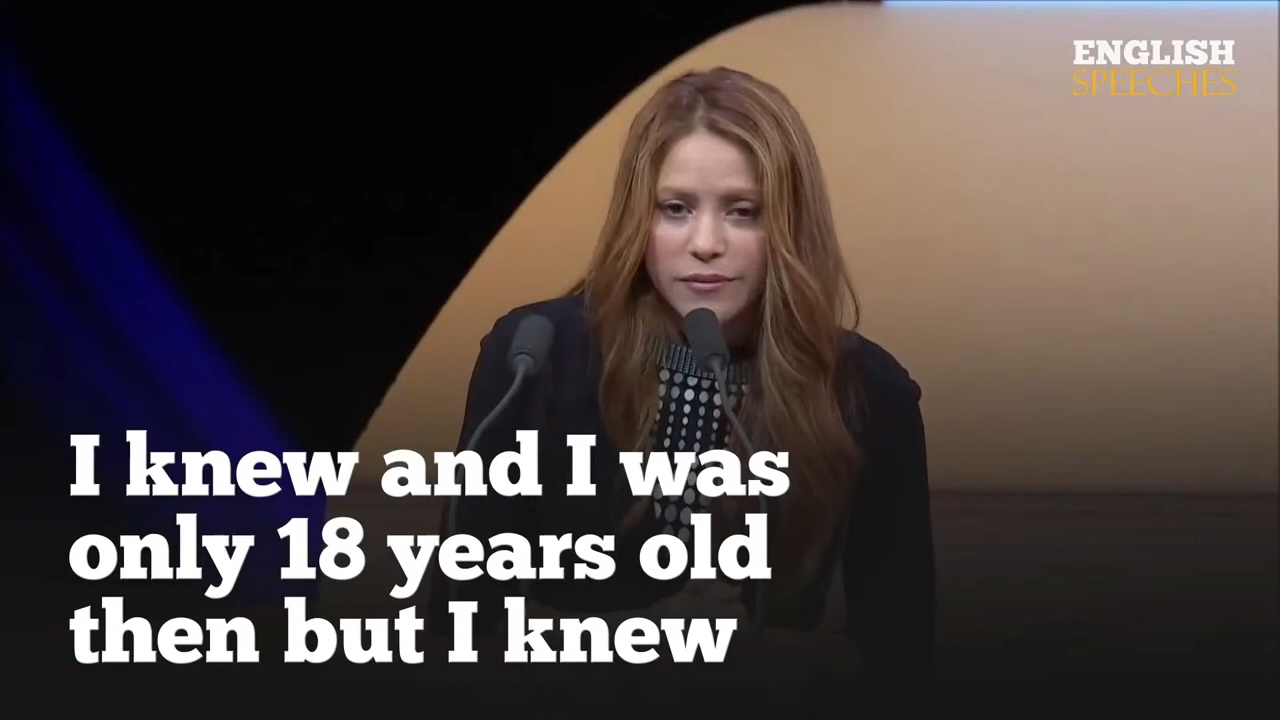 ENGLISH
SPEECHES
I knew and I was
only 18 years old
then but I knew